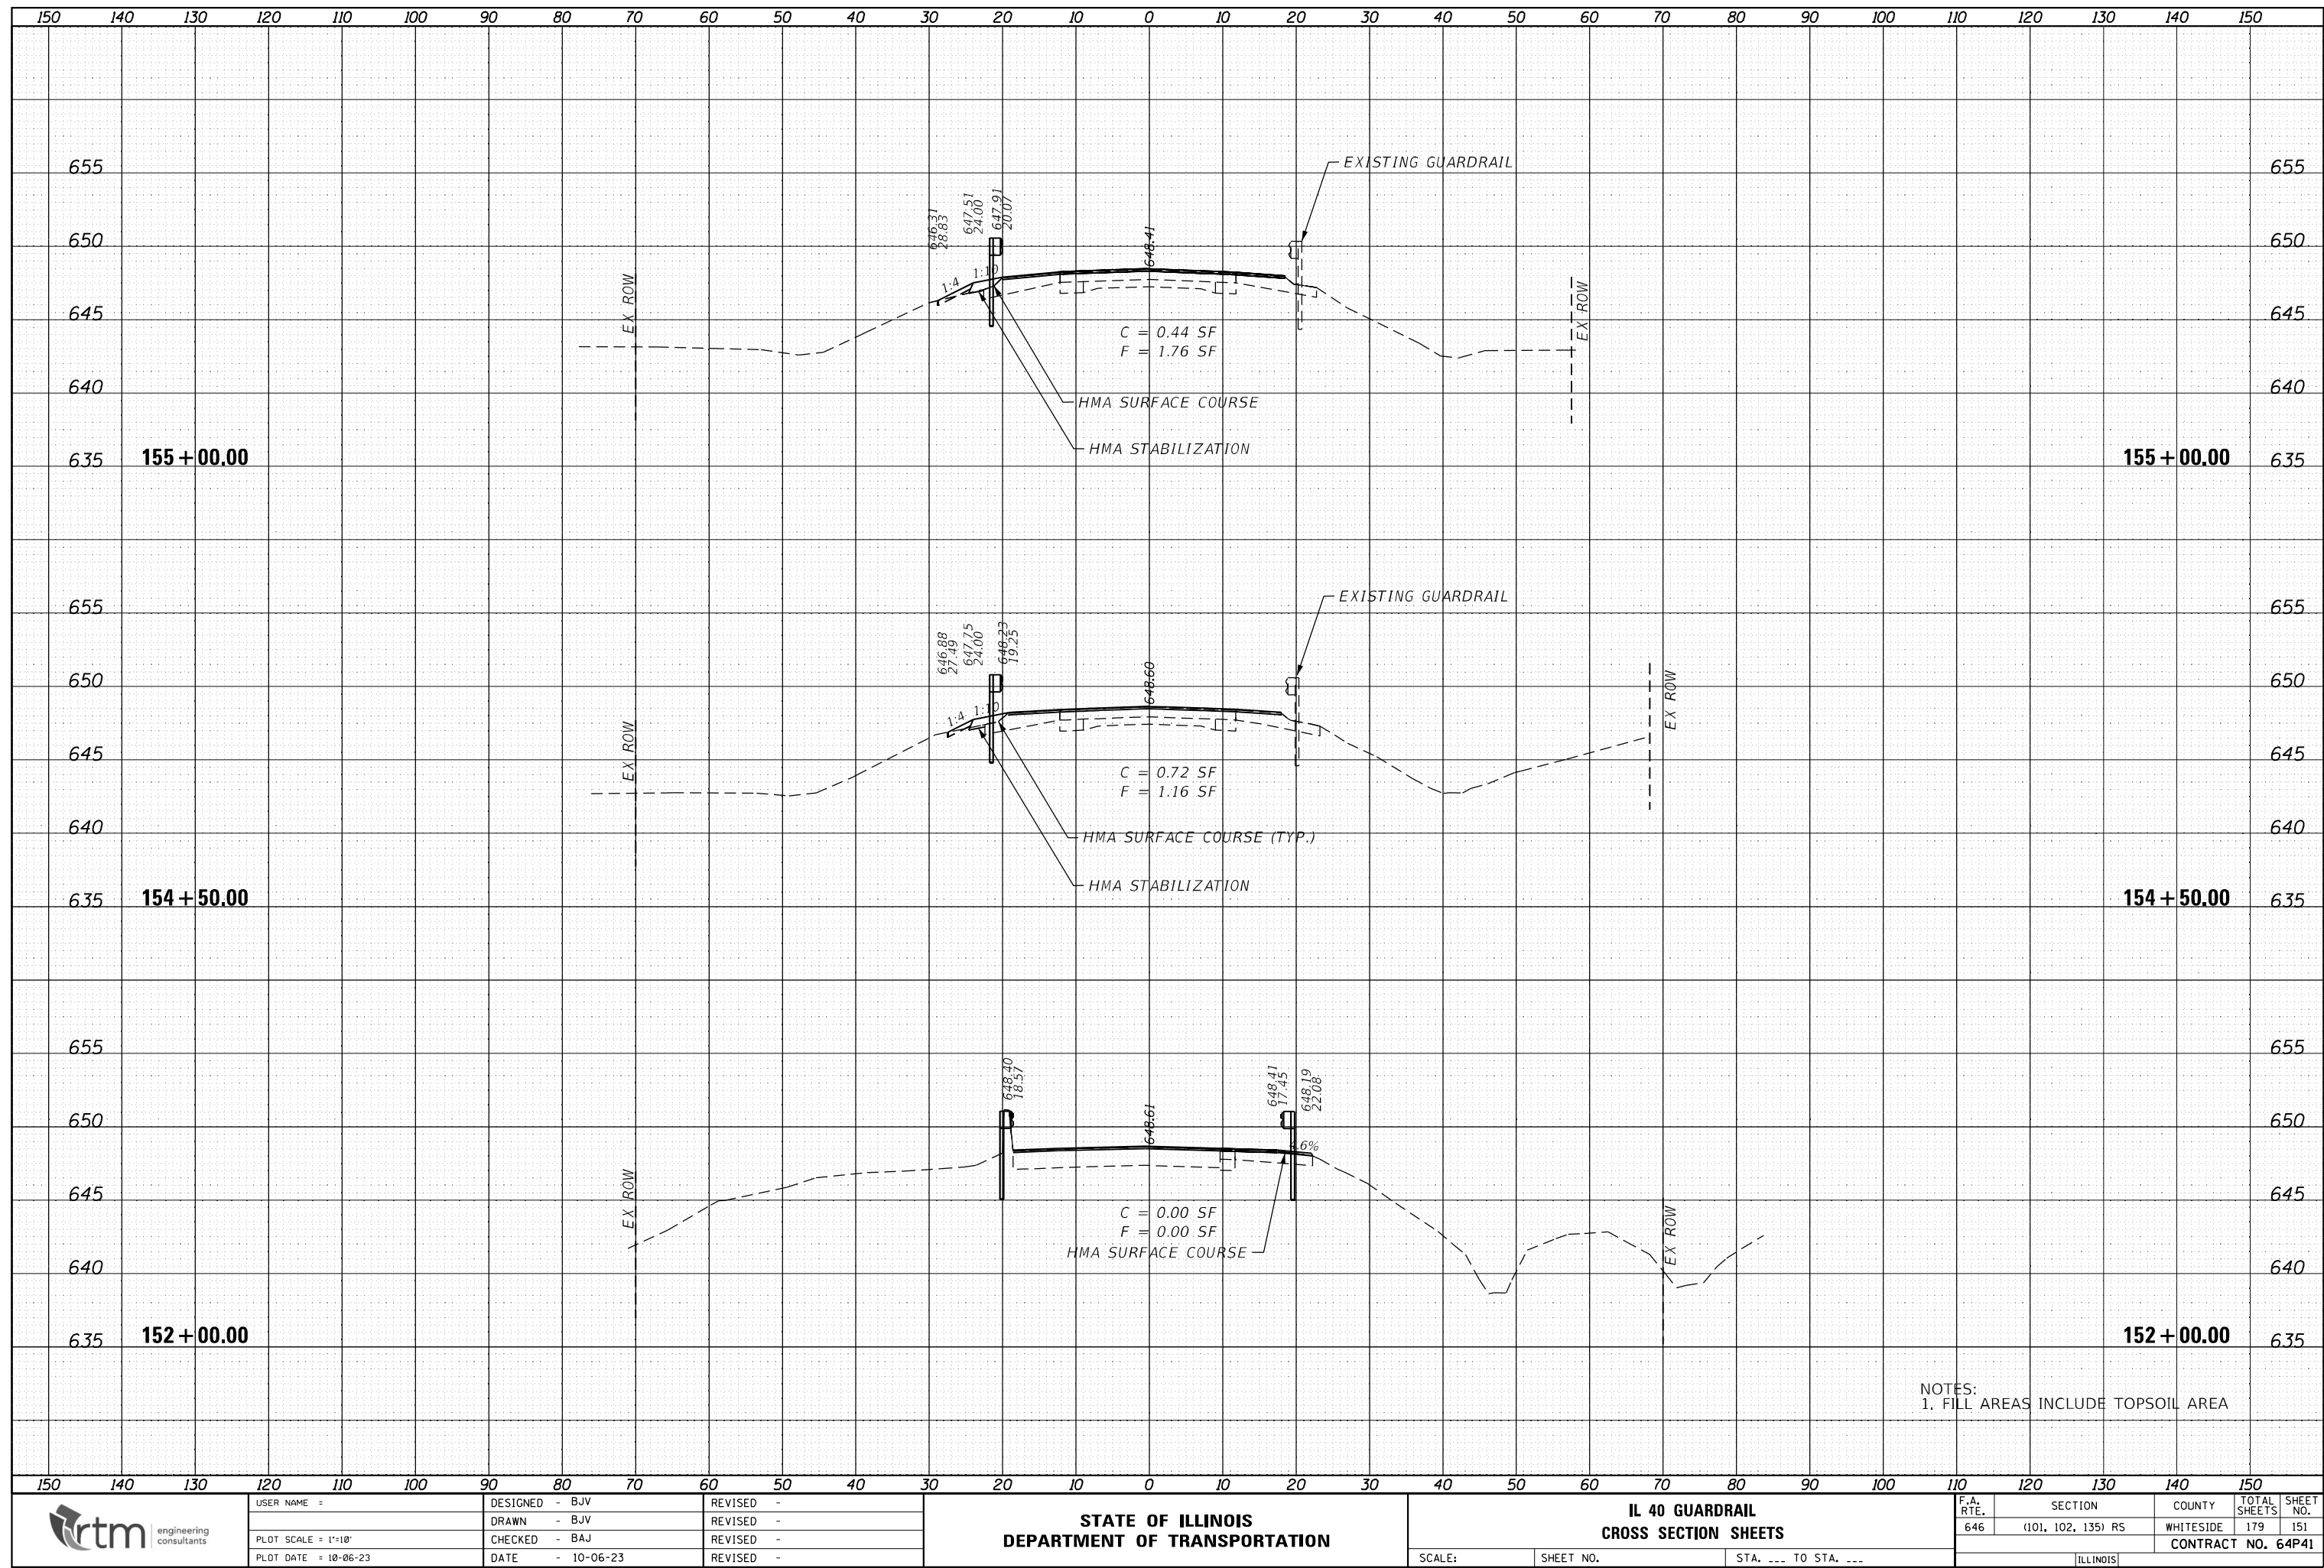 150 140 130 120 110 100 90 80 70 60 50 40 30 20 10 0 10 20 30 40 50 60 70 80 90 100 110 120 130 140 150
655 655
EXISTING GUARDRAIL
646.31
28.83
647.51
24.00
647.91
20.07
648.41
650 650
1:4 1:10
EX ROW EX ROW
645 645
C = 0.44 SF
F = 1.76 SF
640 640
HMA SURFACE COURSE
HMA STABILIZATION
635 155+00.00 155+00.00 635
655 655
EXISTING GUARDRAIL
646.88
27.49
647.75
24.00
648.23
19.25
648.60
650 650
1:4 1:10
EX ROW EX ROW
645 645
C = 0.72 SF
F = 1.16 SF
640 640
HMA SURFACE COURSE (TYP.)
HMA STABILIZATION
635 154+50.00 154+50.00 635
655 655
648.40
18.57
648.61
648.41
17.45
648.19
22.08
650 650
EX ROW EX ROW
645 645
C = 0.00 SF
F = 0.00 SF
HMA SURFACE COURSE
640 640
635 152+00.00 152+00.00 635
NOTES:
1. FILL AREAS INCLUDE TOPSOIL AREA
150 140 130 120 110 100 90 80 70 60 50 40 30 20 10 0 10 20 30 40 50 60 70 80 90 100 110 120 130 140 150
rtm engineering consultants
USER NAME =
PLOT SCALE = 1"=10'
PLOT DATE = 10-06-23
DESIGNED - BJV
DRAWN - BJV
CHECKED - BAJ
DATE - 10-06-23
REVISED -
REVISED -
REVISED -
REVISED -
STATE OF ILLINOIS
DEPARTMENT OF TRANSPORTATION
IL 40 GUARDRAIL
CROSS SECTION SHEETS
SCALE: SHEET NO. STA. ___ TO STA. ___
F.A. RTE. SECTION COUNTY TOTAL SHEETS SHEET NO.
646 (101, 102, 135) RS WHITESIDE 179 151
CONTRACT NO. 64P41
ILLINOIS